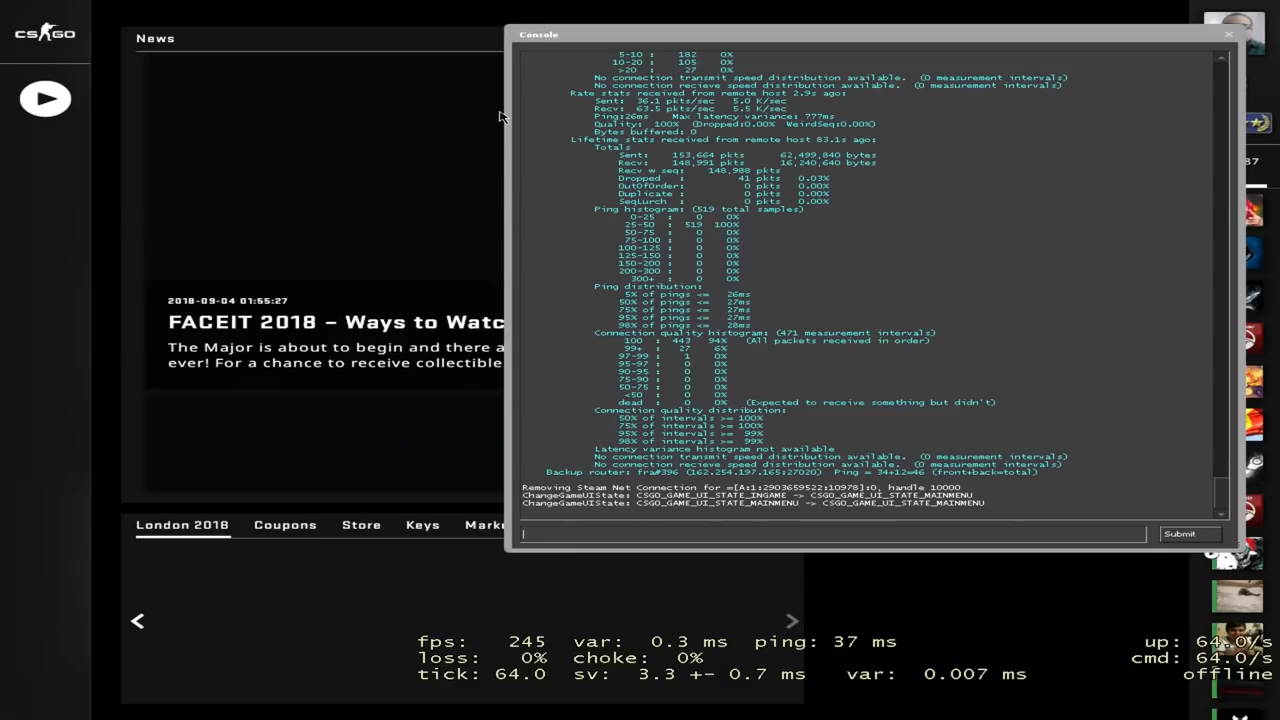 CS GO
News
2018-09-04 01:55:27
FACEIT 2018 – Ways to Watc
The Major is about to begin and there a
ever! For a chance to receive collectible
London 2018 Coupons Store Keys Mark
Console
5-10 : 182 0%
10-20 : 105 0%
>20 : 27 0%
No connection transmit speed distribution available. (0 measurement intervals)
No connection recieve speed distribution available. (0 measurement intervals)
Rate stats received from remote host 2.9s ago:
Sent: 36.1 pkts/sec 5.0 K/sec
Recv: 63.5 pkts/sec 5.5 K/sec
Ping:26ms Max latency variance: ???ms
Quality: 100% (Dropped:0.00% WeirdSeq:0.00%)
Bytes buffered: 0
Lifetime stats received from remote host 83.1s ago:
Totals
Sent: 153,664 pkts 62,499,840 bytes
Recv: 148,991 pkts 16,240,640 bytes
Recv w seq: 148,988 pkts
Dropped : 41 pkts 0.03%
OutOfOrder: 0 pkts 0.00%
Duplicate : 0 pkts 0.00%
SeqLurch : 0 pkts 0.00%
Ping histogram: (519 total samples)
0-25 : 0 0%
25-50 : 519 100%
50-75 : 0 0%
75-100 : 0 0%
100-125 : 0 0%
125-150 : 0 0%
150-200 : 0 0%
200-300 : 0 0%
300+ : 0 0%
Ping distribution:
5% of pings <= 26ms
50% of pings <= 27ms
75% of pings <= 27ms
95% of pings <= 27ms
98% of pings <= 28ms
Connection quality histogram: (471 measurement intervals)
100 : 443 94% (All packets received in order)
99+ : 27 6%
97-99 : 1 0%
95-97 : 0 0%
90-95 : 0 0%
75-90 : 0 0%
50-75 : 0 0%
<50 : 0 0%
dead : 0 0% (Expected to receive something but didn't)
Connection quality distribution:
50% of intervals >= 100%
75% of intervals >= 100%
95% of intervals >= 99%
98% of intervals >= 99%
Latency variance histogram not available
No connection transmit speed distribution available. (0 measurement intervals)
No connection recieve speed distribution available. (0 measurement intervals)
Backup router: fra#396 (162.254.197.165:27020) Ping = 34+12=46 (front+back=total)
Removing Steam Net Connection for =[A:1:2903659522:10978]:0, handle 10000
ChangeGameUIState: CSGO_GAME_UI_STATE_INGAME -> CSGO_GAME_UI_STATE_MAINMENU
ChangeGameUIState: CSGO_GAME_UI_STATE_MAINMENU -> CSGO_GAME_UI_STATE_MAINMENU
Submit
87
fps: 245 var: 0.3 ms ping: 37 ms up: 64.0/s
loss: 0% choke: 0% cmd: 64.0/s
tick: 64.0 sv: 3.3 +- 0.7 ms var: 0.007 ms offline